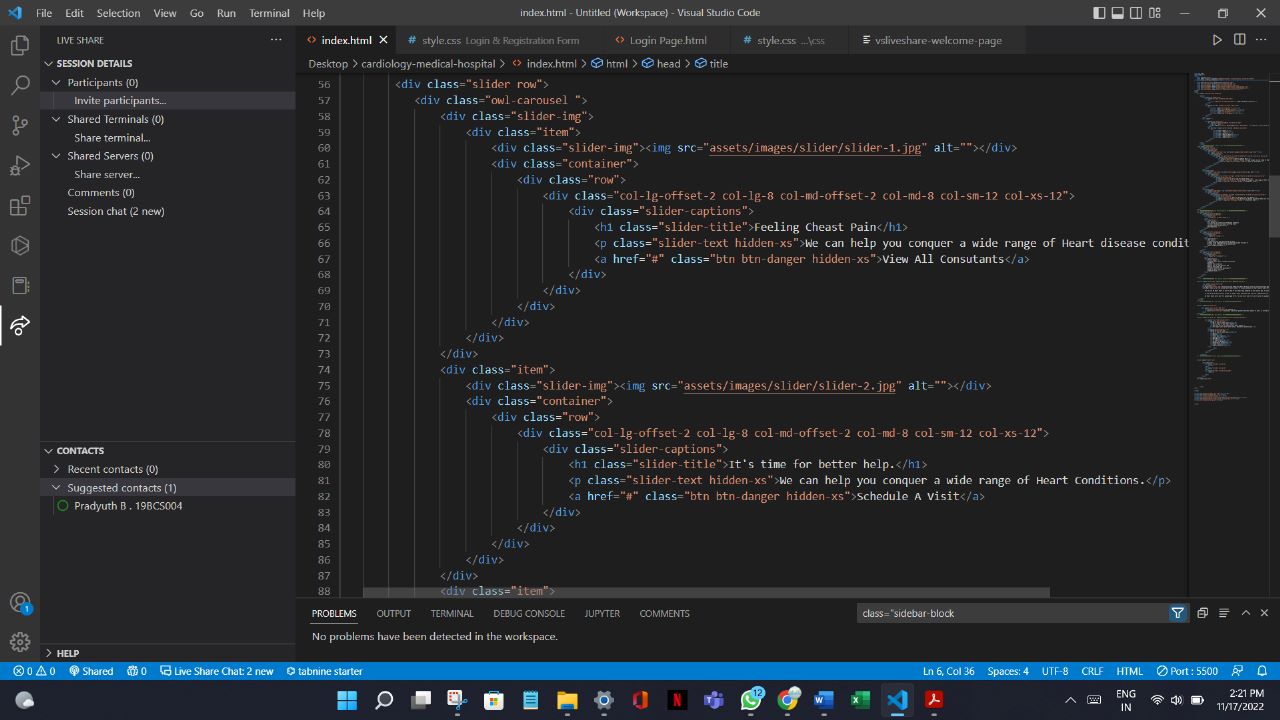 File Edit Selection View Go Run Terminal Help
index.html - Untitled (Workspace) - Visual Studio Code
LIVE SHARE
SESSION DETAILS
Participants (0)
Invite participants...
Shared Terminals (0)
Share terminal...
Shared Servers (0)
Share server...
Comments (0)
Session chat (2 new)
CONTACTS
Recent contacts (0)
Suggested contacts (1)
Pradyuth B . 19BCS004
HELP
index.html
style.css Login & Registration Form
Login Page.html
style.css ...\css
vsliveshare-welcome-page
Desktop > cardiology-medical-hospital > index.html > html > head > title
56 <div class="slider row">
57 <div class="owl-carousel ">
58 <div class="slider-img">
59 <div class="item">
60 <div class="slider-img"><img src="assets/images/slider/slider-1.jpg" alt=""></div>
61 <div class="container">
62 <div class="row">
63 <div class="col-lg-offset-2 col-lg-8 col-md-offset-2 col-md-8 col-sm-12 col-xs-12">
64 <div class="slider-captions">
65 <h1 class="slider-title">Feeling Cheast Pain</h1>
66 <p class="slider-text hidden-xs">We can help you conquer a wide range of Heart disease condit
67 <a href="#" class="btn btn-danger hidden-xs">View All Consutants</a>
68 </div>
69 </div>
70 </div>
71 </div>
72 </div>
73 </div>
74 <div class="item">
75 <div class="slider-img"><img src="assets/images/slider/slider-2.jpg" alt=""></div>
76 <div class="container">
77 <div class="row">
78 <div class="col-lg-offset-2 col-lg-8 col-md-offset-2 col-md-8 col-sm-12 col-xs-12">
79 <div class="slider-captions">
80 <h1 class="slider-title">It's time for better help.</h1>
81 <p class="slider-text hidden-xs">We can help you conquer a wide range of Heart Conditions.</p>
82 <a href="#" class="btn btn-danger hidden-xs">Schedule A Visit</a>
83 </div>
84 </div>
85 </div>
86 </div>
87 </div>
88 <div class="item">
PROBLEMS OUTPUT TERMINAL DEBUG CONSOLE JUPYTER COMMENTS
class="sidebar-block
No problems have been detected in the workspace.
0 0 Shared 0 Live Share Chat: 2 new tabnine starter
Ln 6, Col 36 Spaces: 4 UTF-8 CRLF HTML Port : 5500
1
12
ENG
IN
2:21 PM
11/17/2022